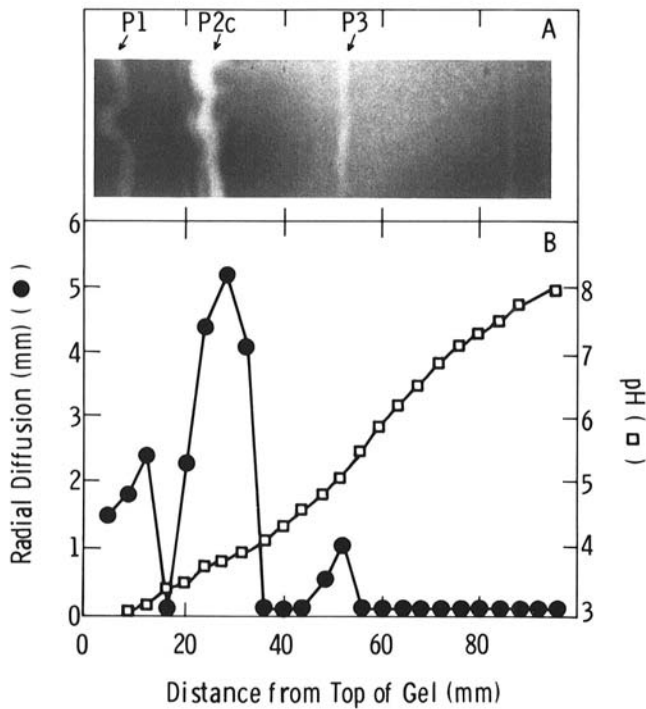 P1 P2c P3 A
B
6
5
4
3
2
1
0
8
7
6
5
4
3
0 20 40 60 80
Radial Diffusion (mm) (●)
pH (□)
Distance from Top of Gel (mm)